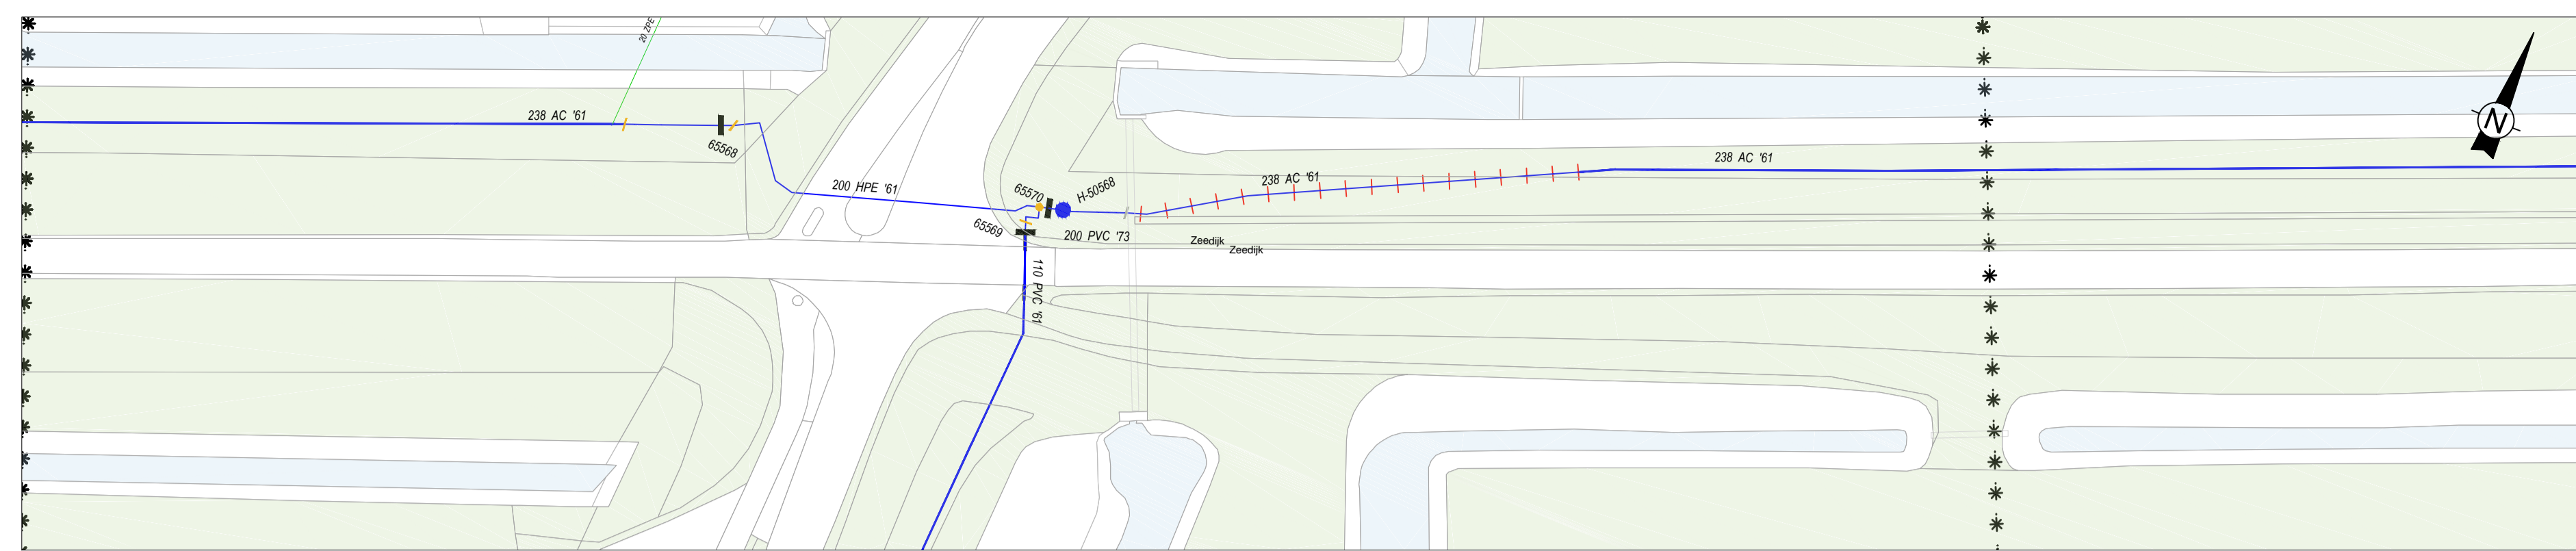 20 ZPE
238 AC '61
65568
200 HPE '61
65570
H-50568
238 AC '61
238 AC '61
65569
200 PVC '73
Zeedijk
Zeedijk
110 PVC '61
N